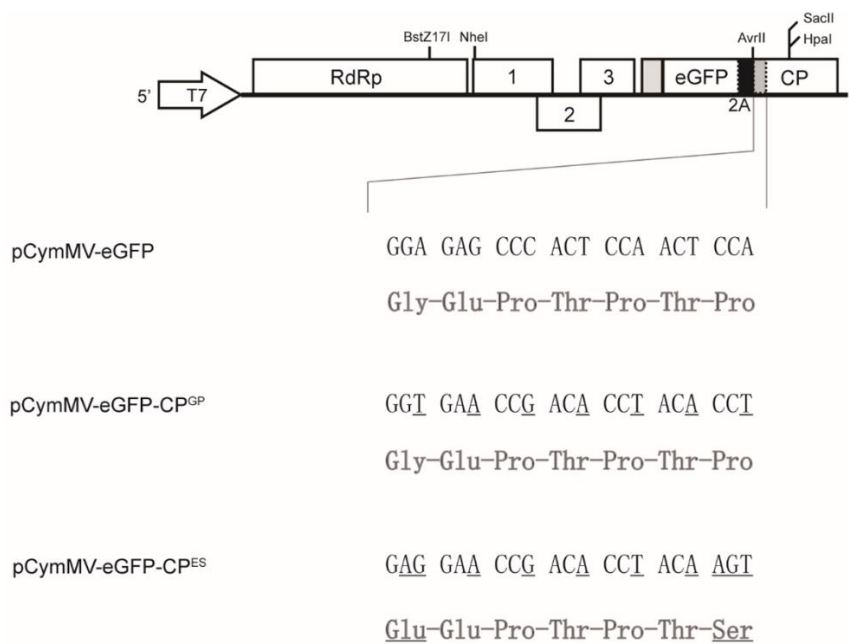 SacII
BstZ17I NheI AvrII HpaI
RdRp 1 3 eGFP CP
5' T7
2A
2
pCymMV-eGFP GGA GAG CCC ACT CCA ACT CCA
Gly-Glu-Pro-Thr-Pro-Thr-Pro
pCymMV-eGFP-CPGP GGT GAA CCG ACA CCT ACA CCT
Gly-Glu-Pro-Thr-Pro-Thr-Pro
pCymMV-eGFP-CPES GAG GAA CCG ACA CCT ACA AGT
Glu-Glu-Pro-Thr-Pro-Thr-Ser